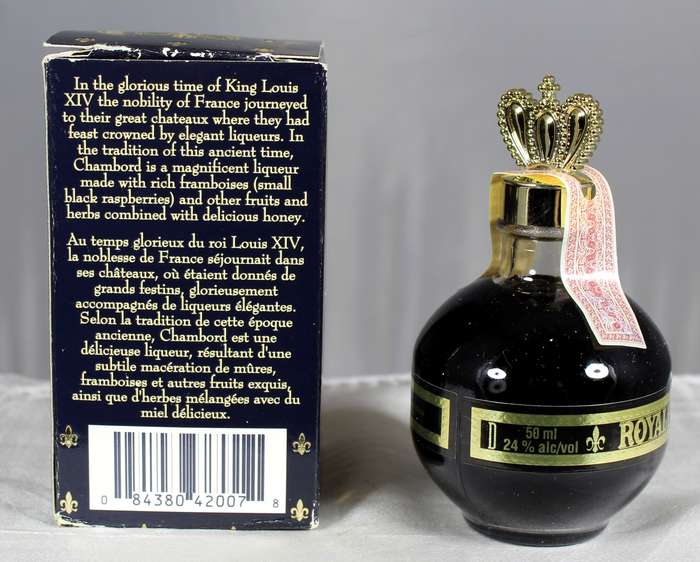 In the glorious time of King Louis
XIV the nobility of France journeyed
to their great chateaux where they had
feast crowned by elegant liqueurs. In
the tradition of this ancient time,
Chambord is a magnificent liqueur
made with rich framboises (small
black raspberries) and other fruits and
herbs combined with delicious honey.
Au temps glorieux du roi Louis XIV,
la noblesse de France séjournait dans
ses châteaux, où étaient donnés de
grands festins, glorieusement
accompagnés de liqueurs élégantes.
Selon la tradition de cette époque
ancienne, Chambord est une
délicieuse liqueur, résultant d'une
subtile macération de mûres,
framboises et autres fruits exquis,
ainsi que d'herbes mélangées avec du
miel délicieux.
0 84380 42007 8
D 50 ml
24 % alc/vol
ROYAL